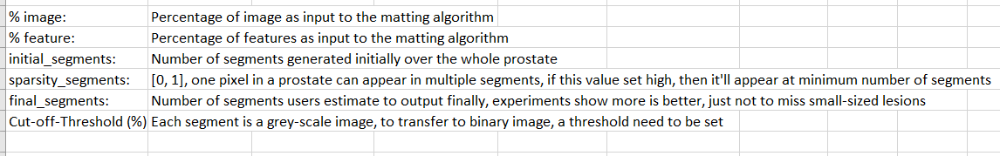 % image: Percentage of image as input to the matting algorithm
% feature: Percentage of features as input to the matting algorithm
initial_segments: Number of segments generated initially over the whole prostate
sparsity_segments: [0, 1], one pixel in a prostate can appear in multiple segments, if this value set high, then it'll appear at minimum number of segments
final_segments: Number of segments users estimate to output finally, experiments show more is better, just not to miss small-sized lesions
Cut-off-Threshold (%) Each segment is a grey-scale image, to transfer to binary image, a threshold need to be set